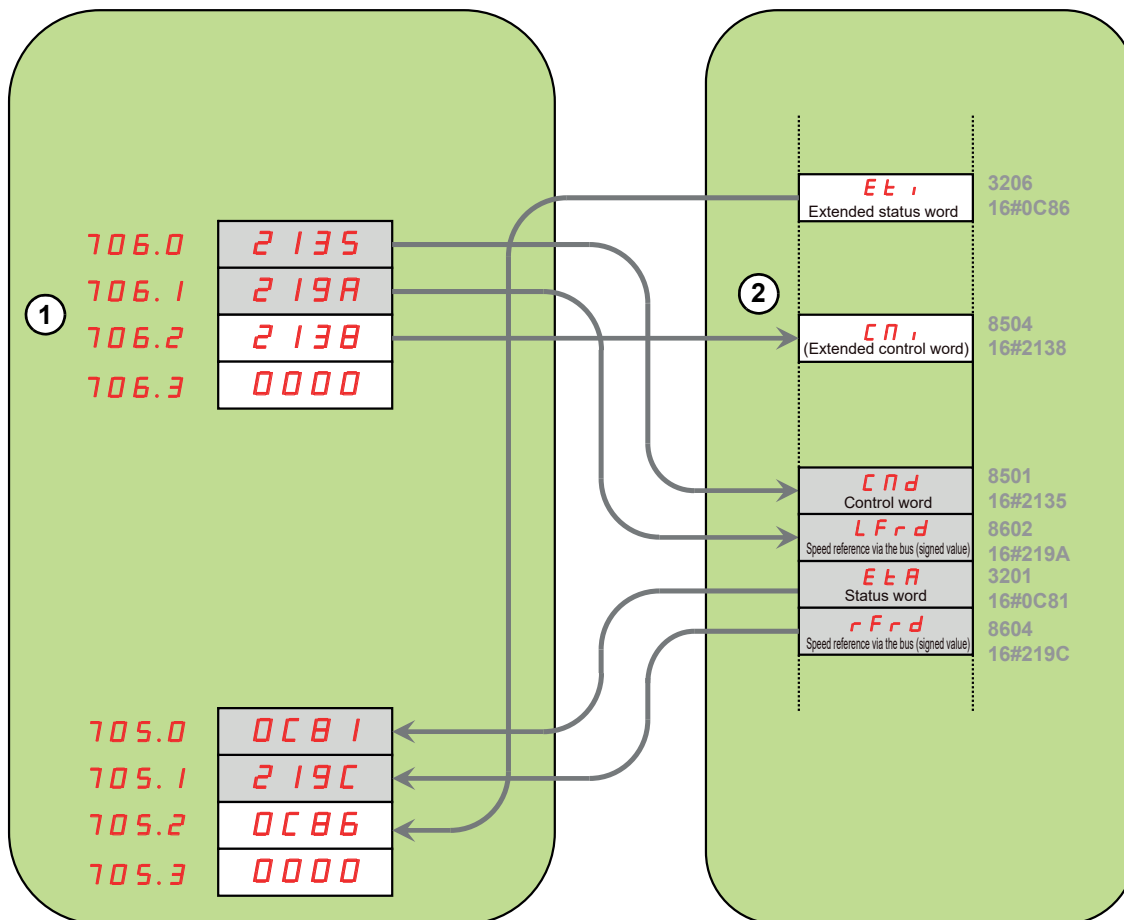 Eti
Extended status word
3206
16#0C86
706.0 2135
706.1 219A
706.2 2138
706.3 0000
1
2
CMi
(Extended control word)
8504
16#2138
CMd
Control word
8501
16#2135
LFrd
Speed reference via the bus (signed value)
8602
16#219A
EtA
Status word
3201
16#0C81
rFrd
Speed reference via the bus (signed value)
8604
16#219C
705.0 0C81
705.1 219C
705.2 0C86
705.3 0000